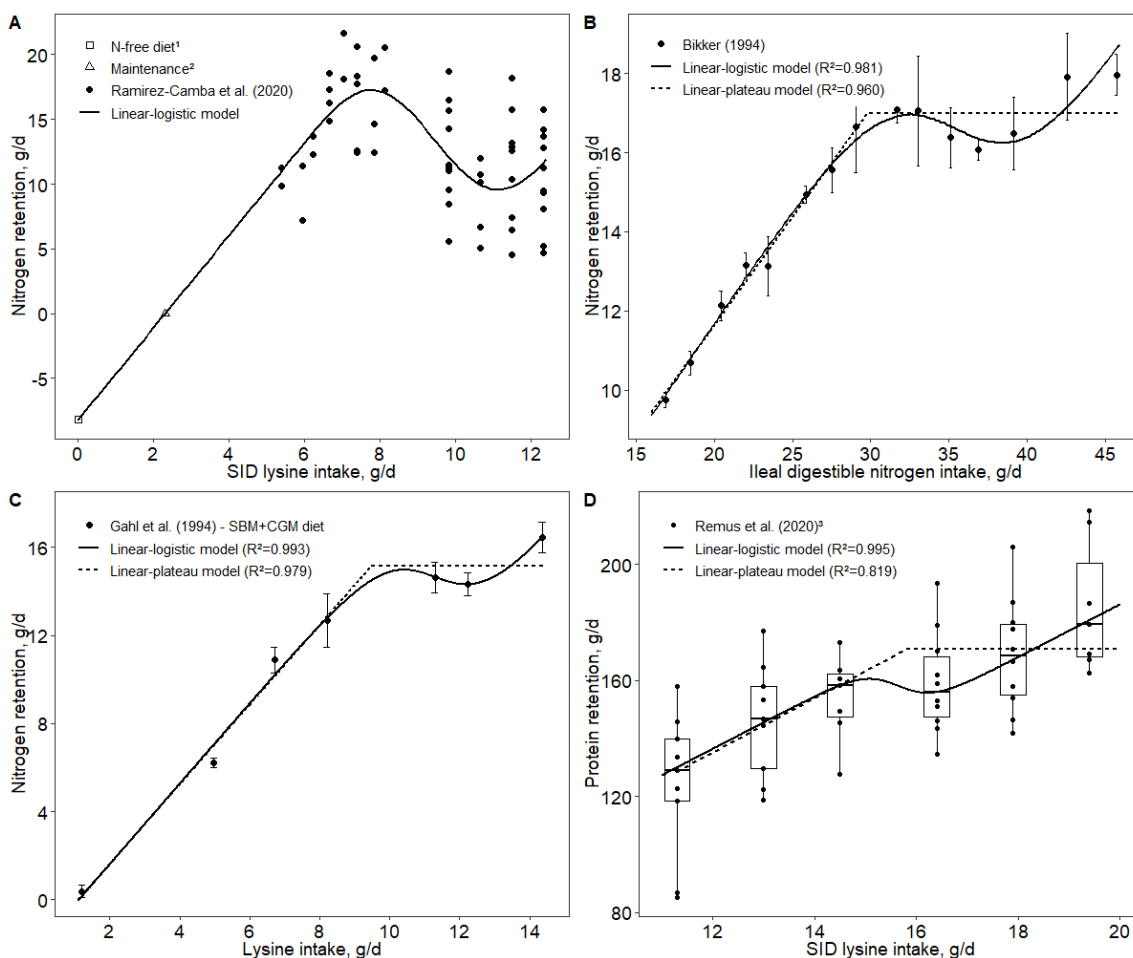 A
N-free diet¹
Maintenance²
Ramirez-Camba et al. (2020)
Linear-logistic model
Nitrogen retention, g/d
20
15
10
5
0
-5
0 2 4 6 8 10 12
SID lysine intake, g/d
B
Bikker (1994)
Linear-logistic model (R²=0.981)
Linear-plateau model (R²=0.960)
Nitrogen retention, g/d
18
16
14
12
10
15 20 25 30 35 40 45
Ileal digestible nitrogen intake, g/d
C
Gahl et al. (1994) - SBM+CGM diet
Linear-logistic model (R²=0.993)
Linear-plateau model (R²=0.979)
Nitrogen retention, g/d
16
12
8
4
0
2 4 6 8 10 12 14
Lysine intake, g/d
D
Remus et al. (2020)³
Linear-logistic model (R²=0.995)
Linear-plateau model (R²=0.819)
Protein retention, g/d
200
160
120
80
12 14 16 18 20
SID lysine intake, g/d